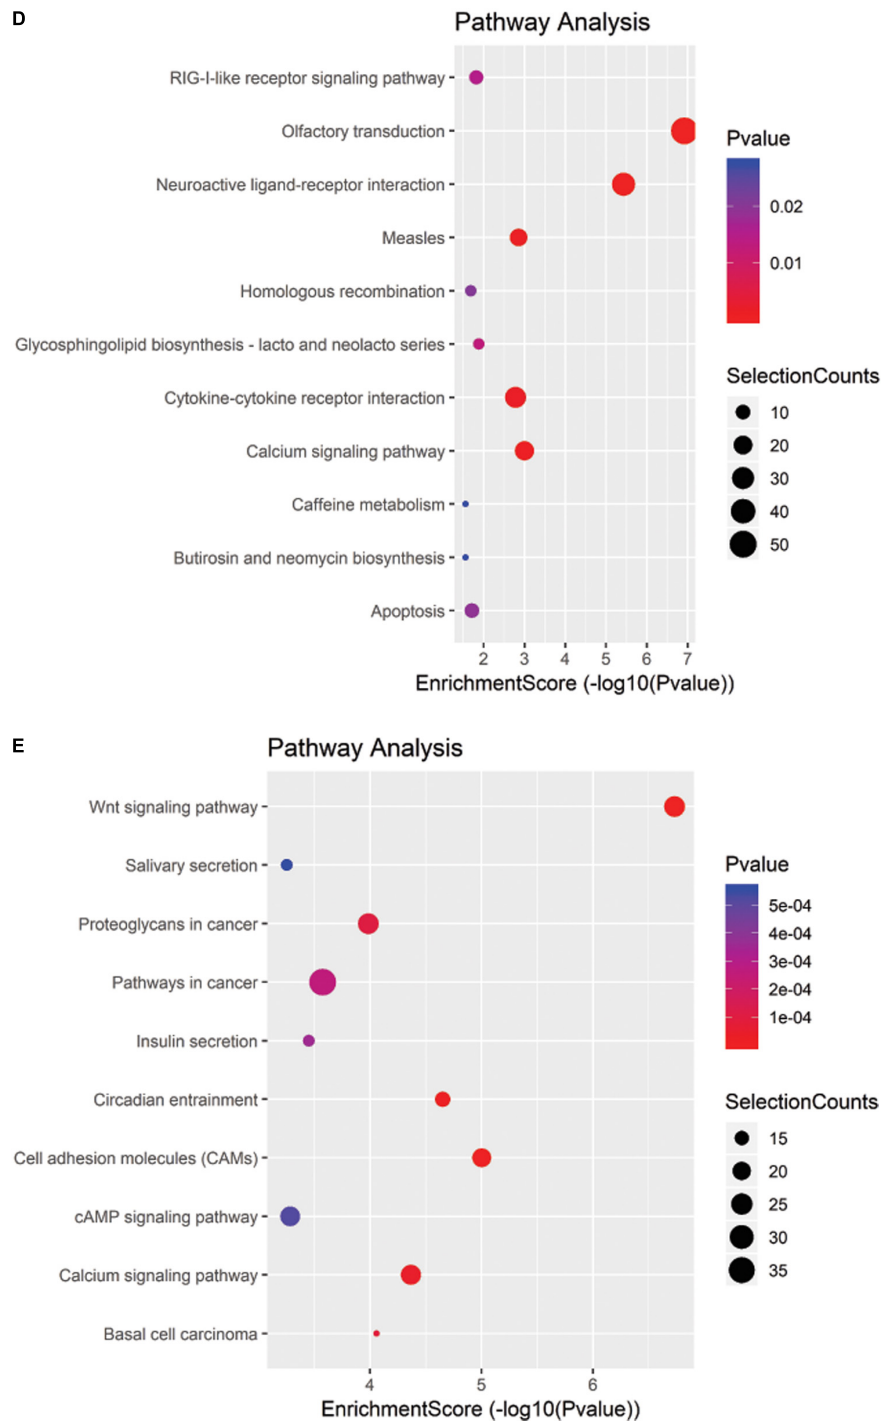 D
Pathway Analysis
RIG-I-like receptor signaling pathway
Olfactory transduction
Neuroactive ligand-receptor interaction
Measles
Homologous recombination
Glycosphingolipid biosynthesis - lacto and neolacto series
Cytokine-cytokine receptor interaction
Calcium signaling pathway
Caffeine metabolism
Butirosin and neomycin biosynthesis
Apoptosis
2 3 4 5 6 7
EnrichmentScore (-log10(Pvalue))
Pvalue
0.02
0.01
SelectionCounts
10
20
30
40
50
E
Pathway Analysis
Wnt signaling pathway
Salivary secretion
Proteoglycans in cancer
Pathways in cancer
Insulin secretion
Circadian entrainment
Cell adhesion molecules (CAMs)
cAMP signaling pathway
Calcium signaling pathway
Basal cell carcinoma
4 5 6
EnrichmentScore (-log10(Pvalue))
Pvalue
5e-04
4e-04
3e-04
2e-04
1e-04
SelectionCounts
15
20
25
30
35